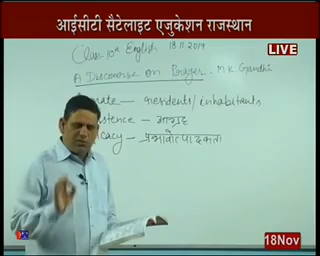 आईसीटी सैटेलाइट एजुकेशन राजस्थान
LIVE
Class 10th English 18.11.2019
A Discourse on Prayer - M.K. Gandhi
residents/inhabitants
आग्रह
प्रभावोत्पादकता
18Nov